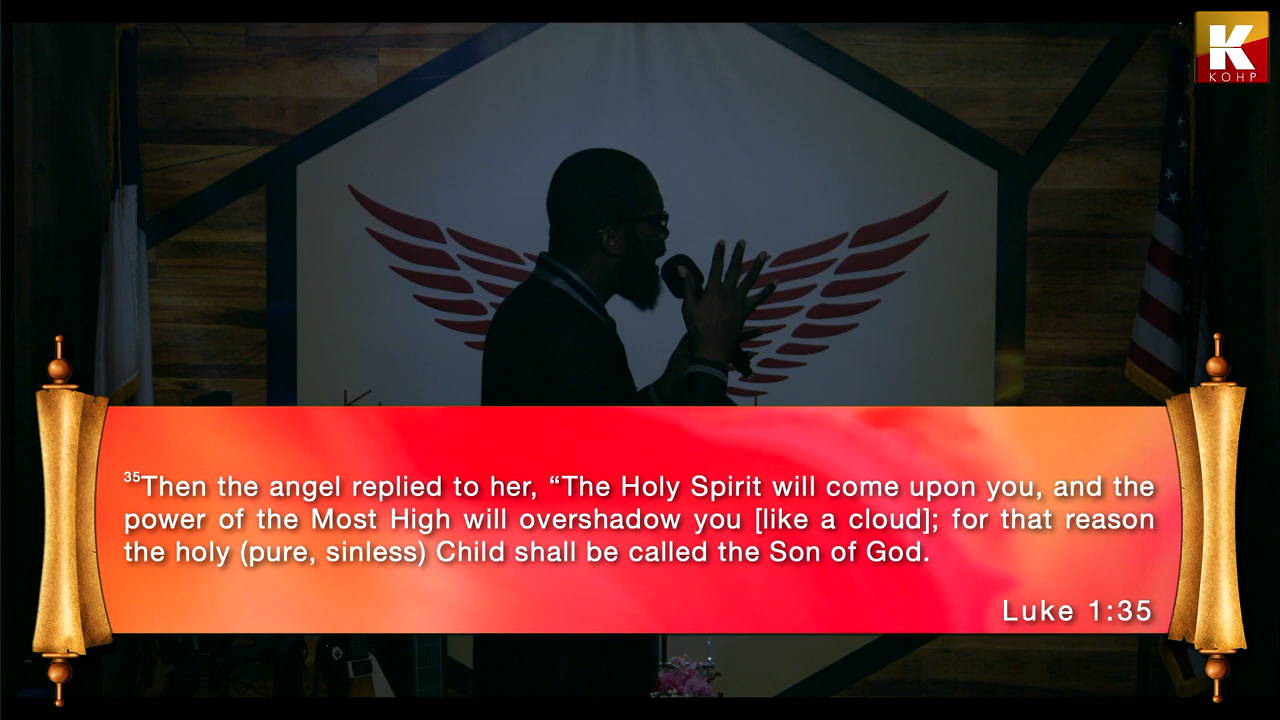 K
KOHP
35Then the angel replied to her, “The Holy Spirit will come upon you, and the
power of the Most High will overshadow you [like a cloud]; for that reason
the holy (pure, sinless) Child shall be called the Son of God.
Luke 1:35